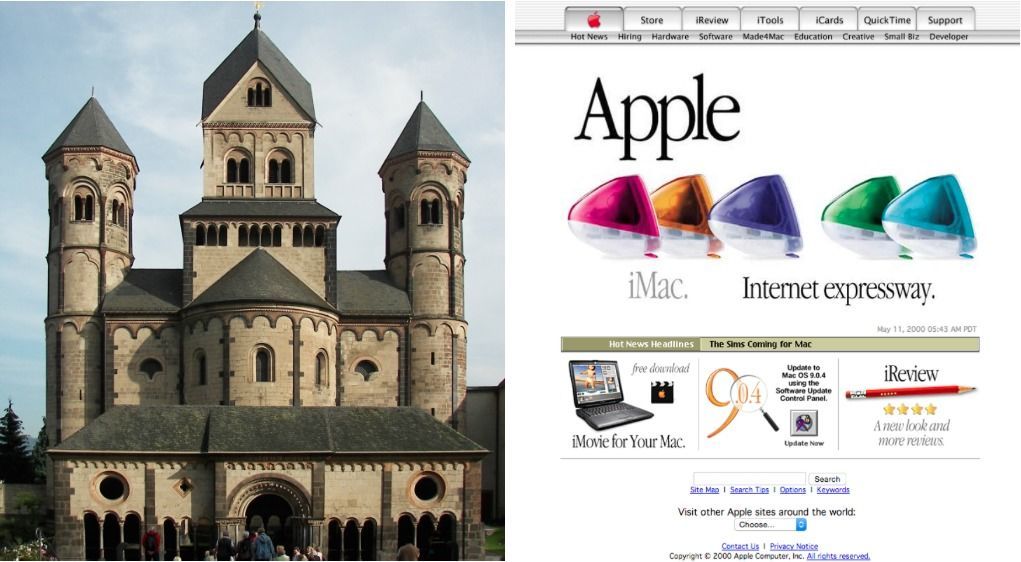 Store iReview iTools iCards QuickTime Support
Hot News Hiring Hardware Software Made4Mac Education Creative Small Biz Developer
Apple
iMac. Internet expressway.
May 11, 2000 05:43 AM PDT
Hot News Headlines The Sims Coming for Mac
free download
iMovie for Your Mac.
9.0.4
Update to
Mac OS 9.0.4
using the
Software Update
Control Panel.
Update Now
iReview
A new look and
more reviews.
Search
Site Map | Search Tips | Options | Keywords
Visit other Apple sites around the world:
Choose...
Contact Us | Privacy Notice
Copyright © 2000 Apple Computer, Inc. All rights reserved.